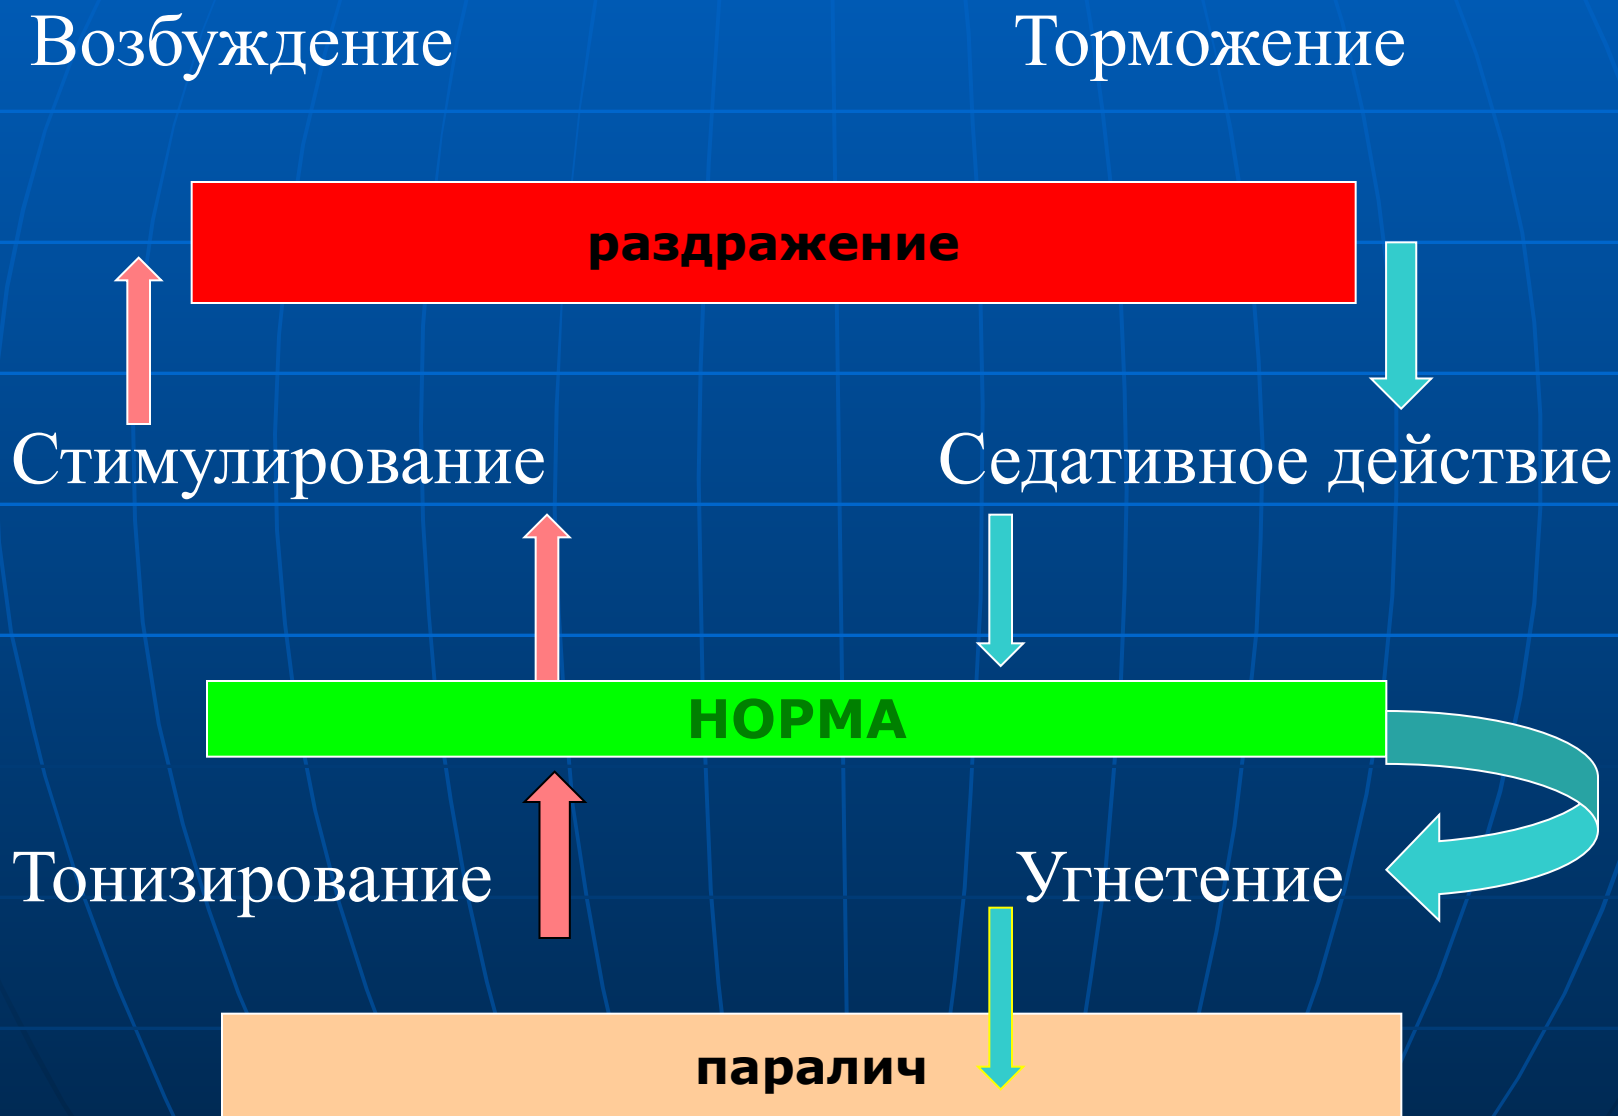 Возбуждение
Торможение
раздражение
Стимулирование
Седативное действие
НОРМА
Тонизирование
Угнетение
паралич